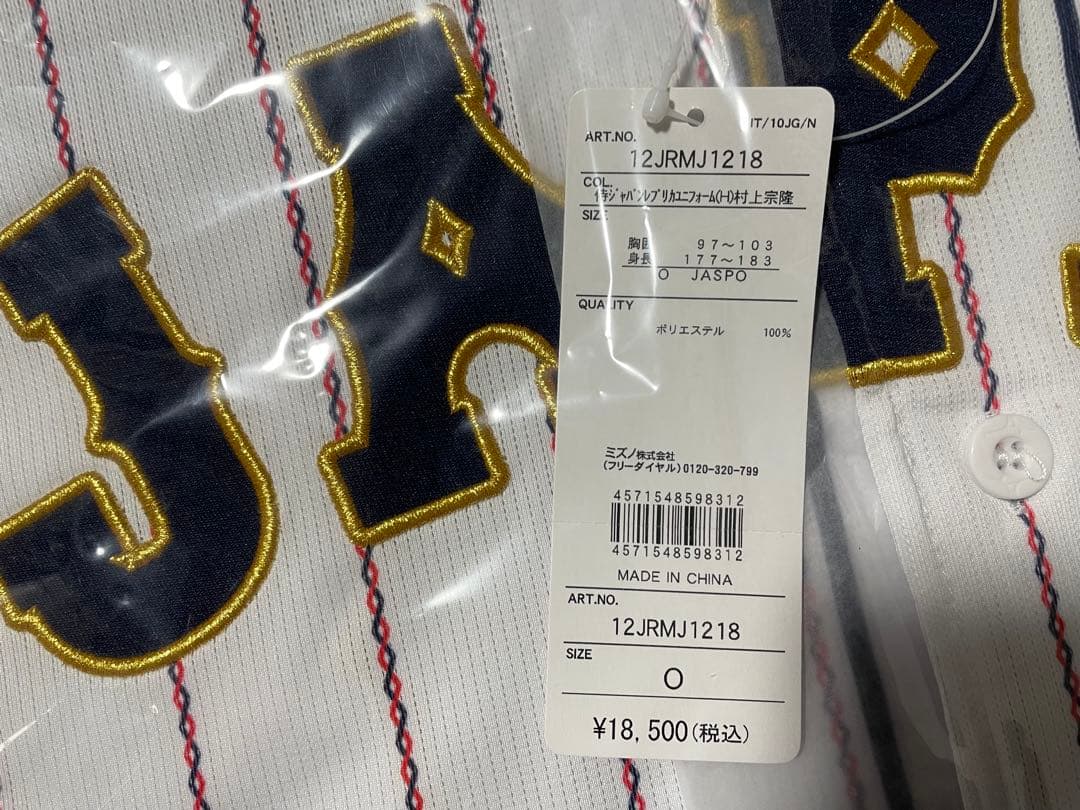 JA
P
IT/10JG/N
ART.NO.
12JRMJ1218
COL.
侍ジャパンレプリカユニフォーム(H)村上宗隆
SIZE
胸囲 97~103
身長 177~183
O JASPO
QUALITY
ポリエステル 100%
ミズノ株式会社
(フリーダイヤル)0120-320-799
4571548598312
4571548598312
MADE IN CHINA
ART.NO.
12JRMJ1218
SIZE
O
¥18,500(税込)